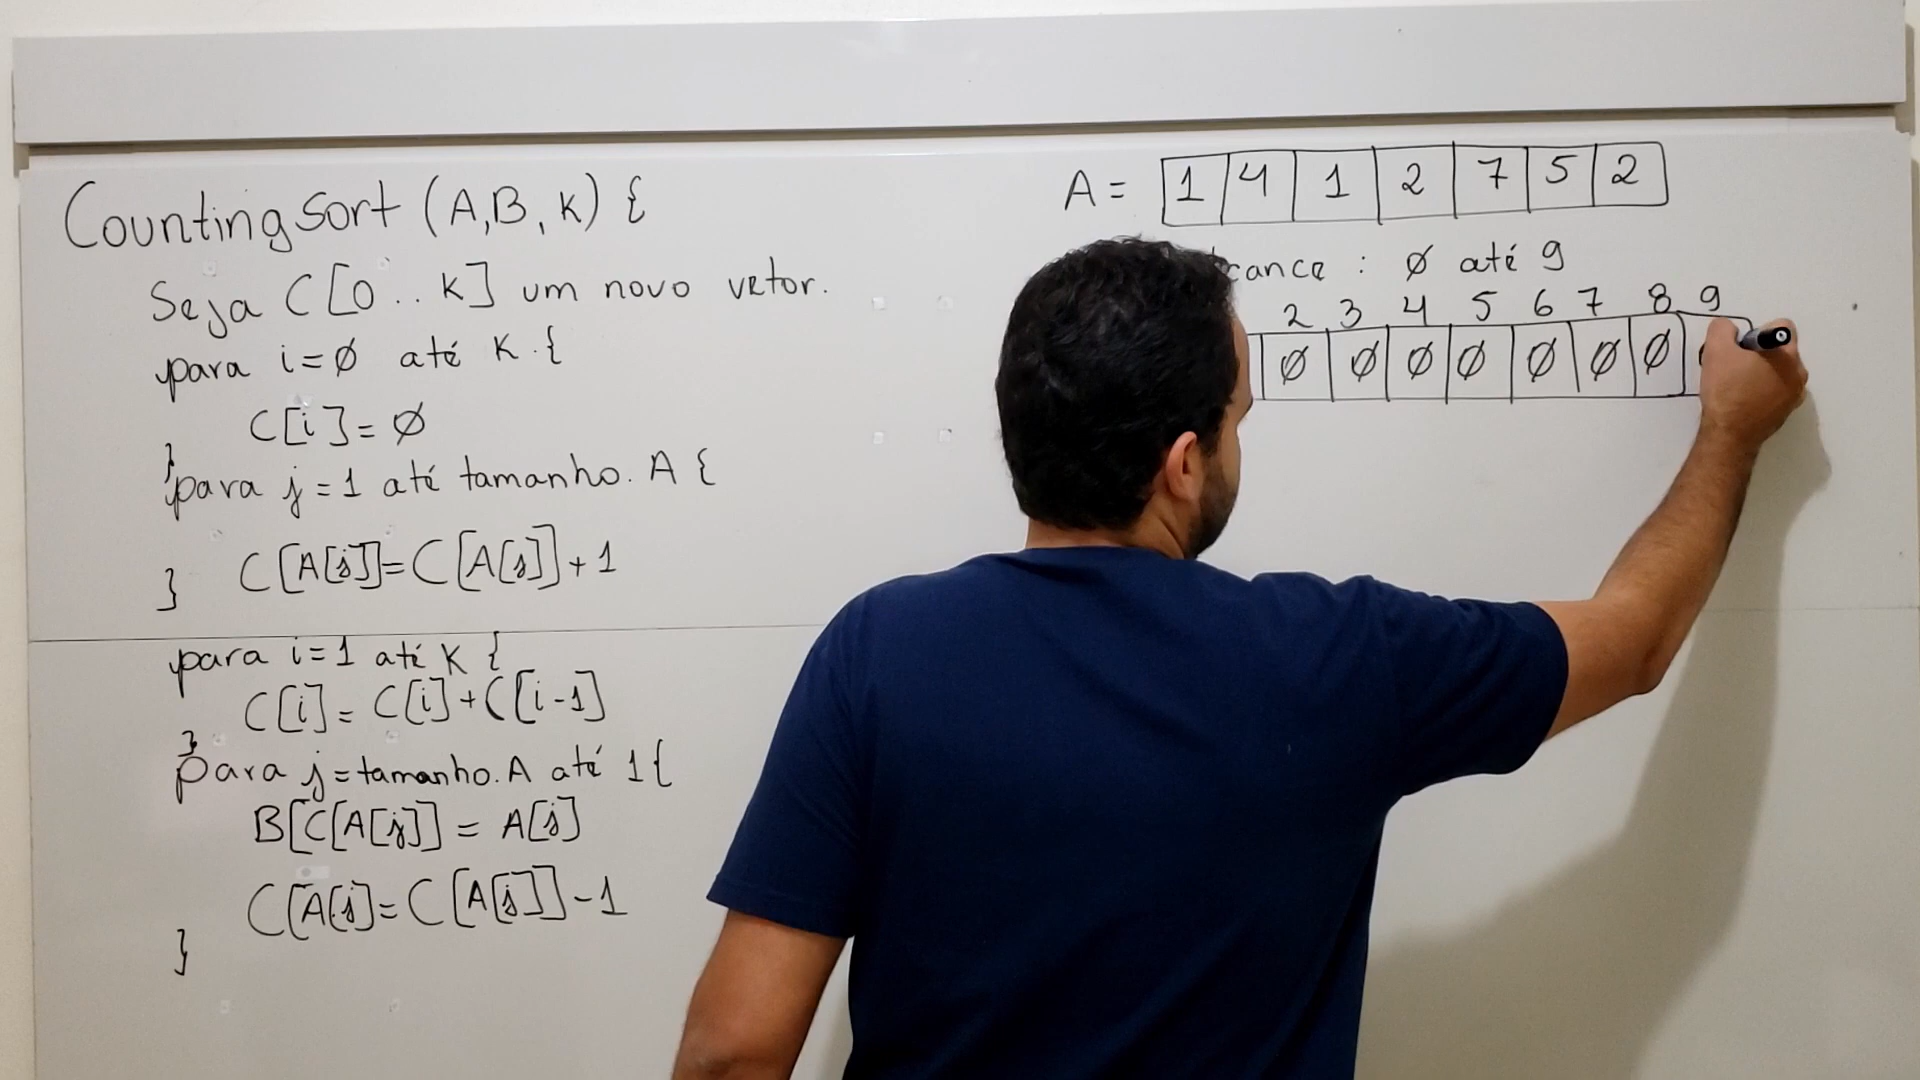 CountingSort (A,B,K) {
Seja C[0..K] um novo vetor.
para i=Ø até K {
C[i]=Ø
}
para j=1 até tamanho.A {
C[A[j]]=C[A[j]]+1
}
para i=1 até K {
C[i]=C[i]+C[i-1]
}
para j=tamanho.A até 1{
B[C[A[j]] = A[j]
C[A[j]=C[A[j]]-1
}
A= 1 4 1 2 7 5 2
: Ø até 9
2 3 4 5 6 7 8 9
Ø Ø Ø Ø Ø Ø Ø